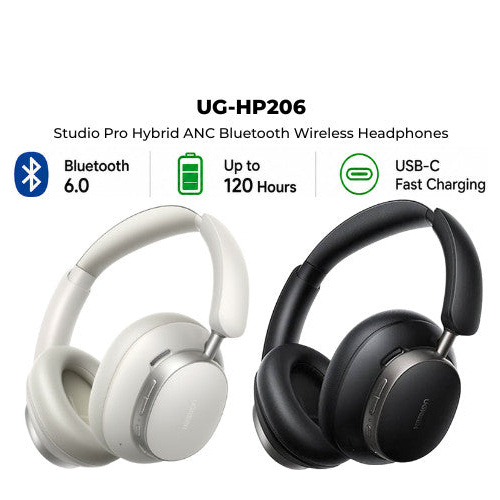 UG-HP206
Studio Pro Hybrid ANC Bluetooth Wireless Headphones
Bluetooth
6.0
Up to
120 Hours
USB-C
Fast Charging